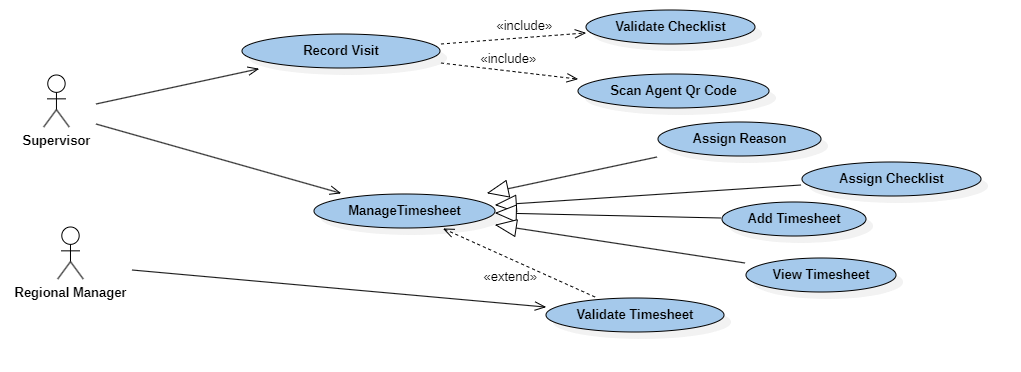 «include»
Validate Checklist
Record Visit
«include»
Scan Agent Qr Code
Supervisor
Assign Reason
Assign Checklist
ManageTimesheet
Add Timesheet
View Timesheet
«extend»
Regional Manager
Validate Timesheet